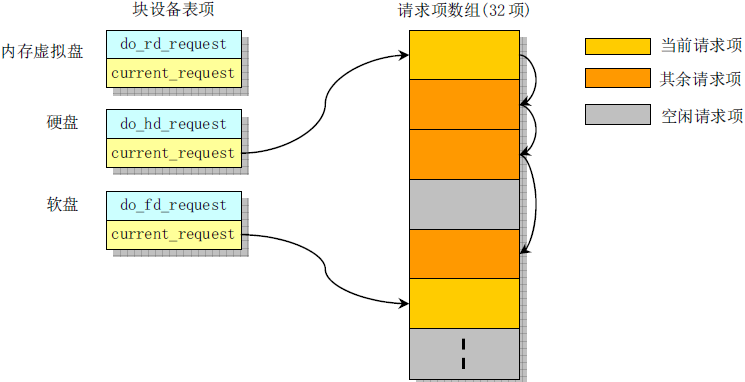 块设备表项
请求项数组(32 项)
内存虚拟盘
do_rd_request
current_request
硬盘
do_hd_request
current_request
软盘
do_fd_request
current_request
当前请求项
其余请求项
空闲请求项